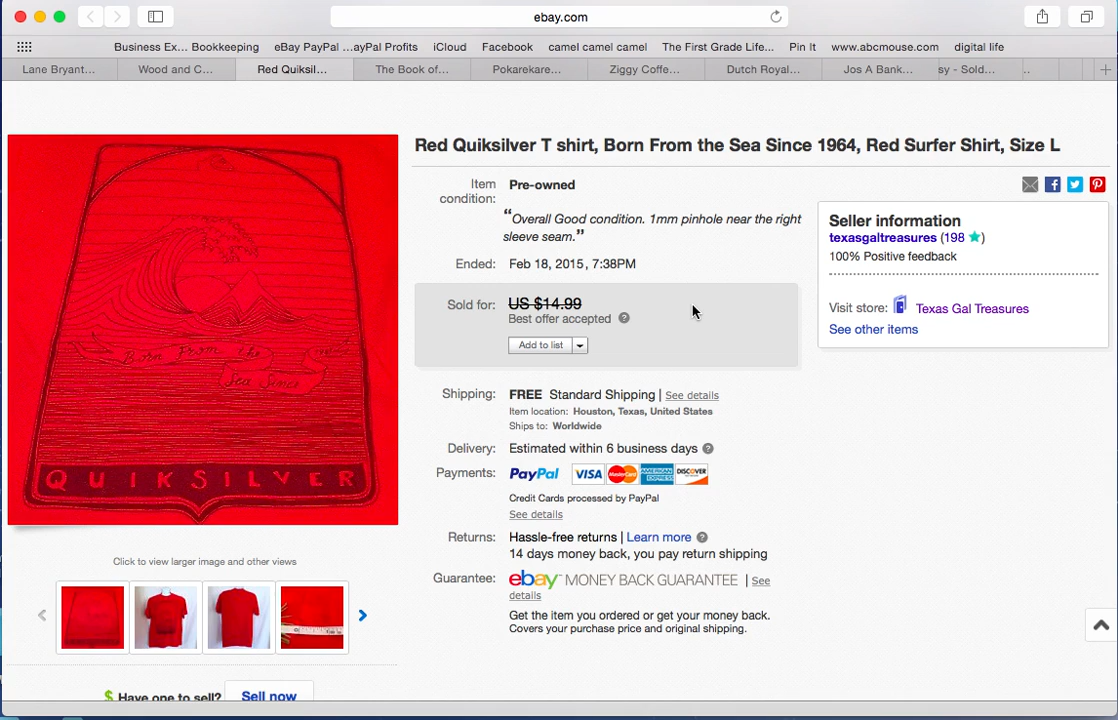 ebay.com
Business Ex... Bookkeeping eBay PayPal ...ayPal Profits iCloud Facebook camel camel camel The First Grade Life... Pin It www.abcmouse.com digital life
Lane Bryant... Wood and C... Red Quiksil... The Book of... Pokarekare... Ziggy Coffe... Dutch Royal... Jos A Bank... sy - Sold... ..
Red Quiksilver T shirt, Born From the Sea Since 1964, Red Surfer Shirt, Size L
Item condition: Pre-owned
“Overall Good condition. 1mm pinhole near the right
sleeve seam.”
Ended: Feb 18, 2015, 7:38PM
Sold for: US $14.99
Best offer accepted ?
Add to list
Shipping: FREE Standard Shipping | See details
Item location: Houston, Texas, United States
Ships to: Worldwide
Delivery: Estimated within 6 business days ?
Payments: PayPal VISA MasterCard AMERICAN EXPRESS DISCOVER
Credit Cards processed by PayPal
See details
Returns: Hassle-free returns | Learn more ?
14 days money back, you pay return shipping
Guarantee: ebay MONEY BACK GUARANTEE | See
details
Get the item you ordered or get your money back.
Covers your purchase price and original shipping.
Seller information
texasgaltreasures (198)
100% Positive feedback
Visit store: Texas Gal Treasures
See other items
Born From the
Sea Since
QUIKSILVER
Click to view larger image and other views
$ Have one to sell? Sell now